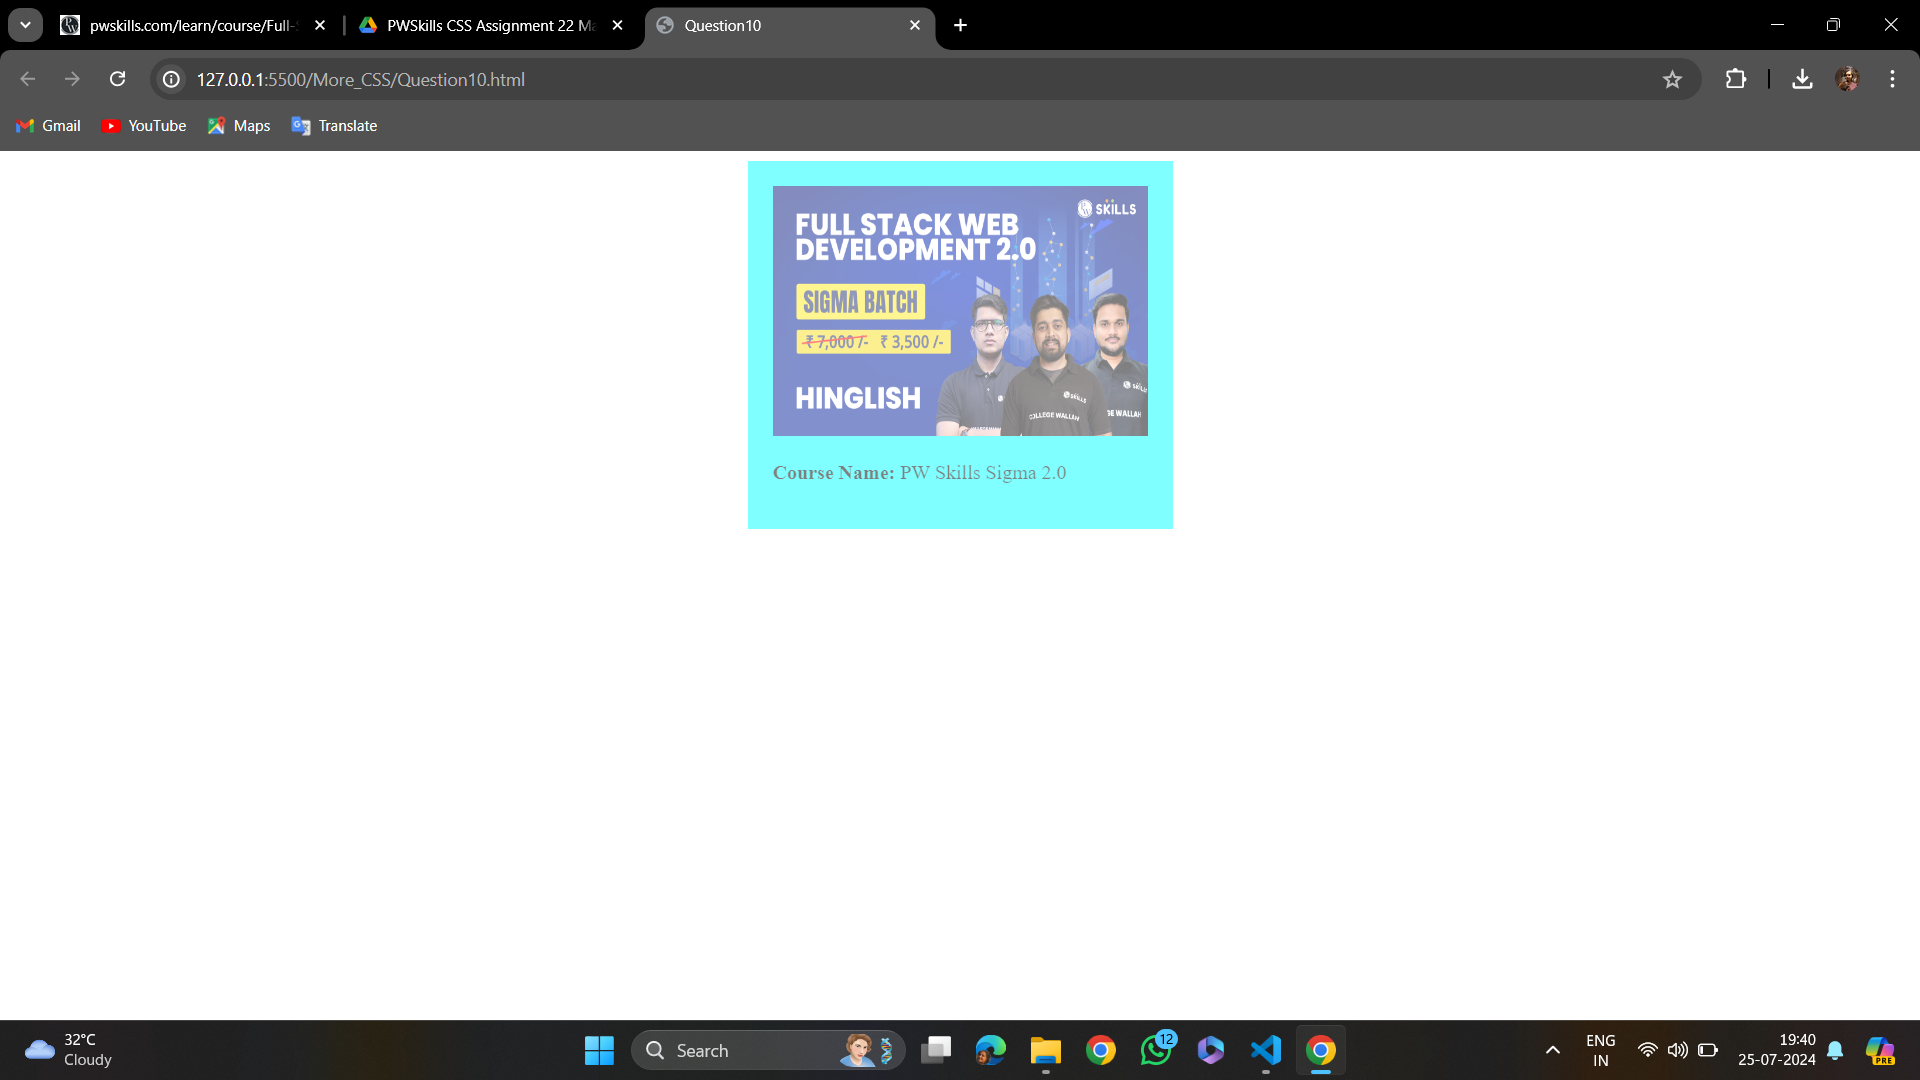 pwskills.com/learn/course/Full-
PWSkills CSS Assignment 22 Ma
Question10
127.0.0.1:5500/More_CSS/Question10.html
Gmail
YouTube
Maps
Translate
SKILLS
FULL STACK WEB
DEVELOPMENT 2.0
SIGMA BATCH
₹ 7,000 /- ₹ 3,500 /-
HINGLISH
SKILLS
COLLEGE WALLAH
GE WALLAH
Course Name: PW Skills Sigma 2.0
32°C
Cloudy
Search
12
ENG
IN
19:40
25-07-2024
PRE